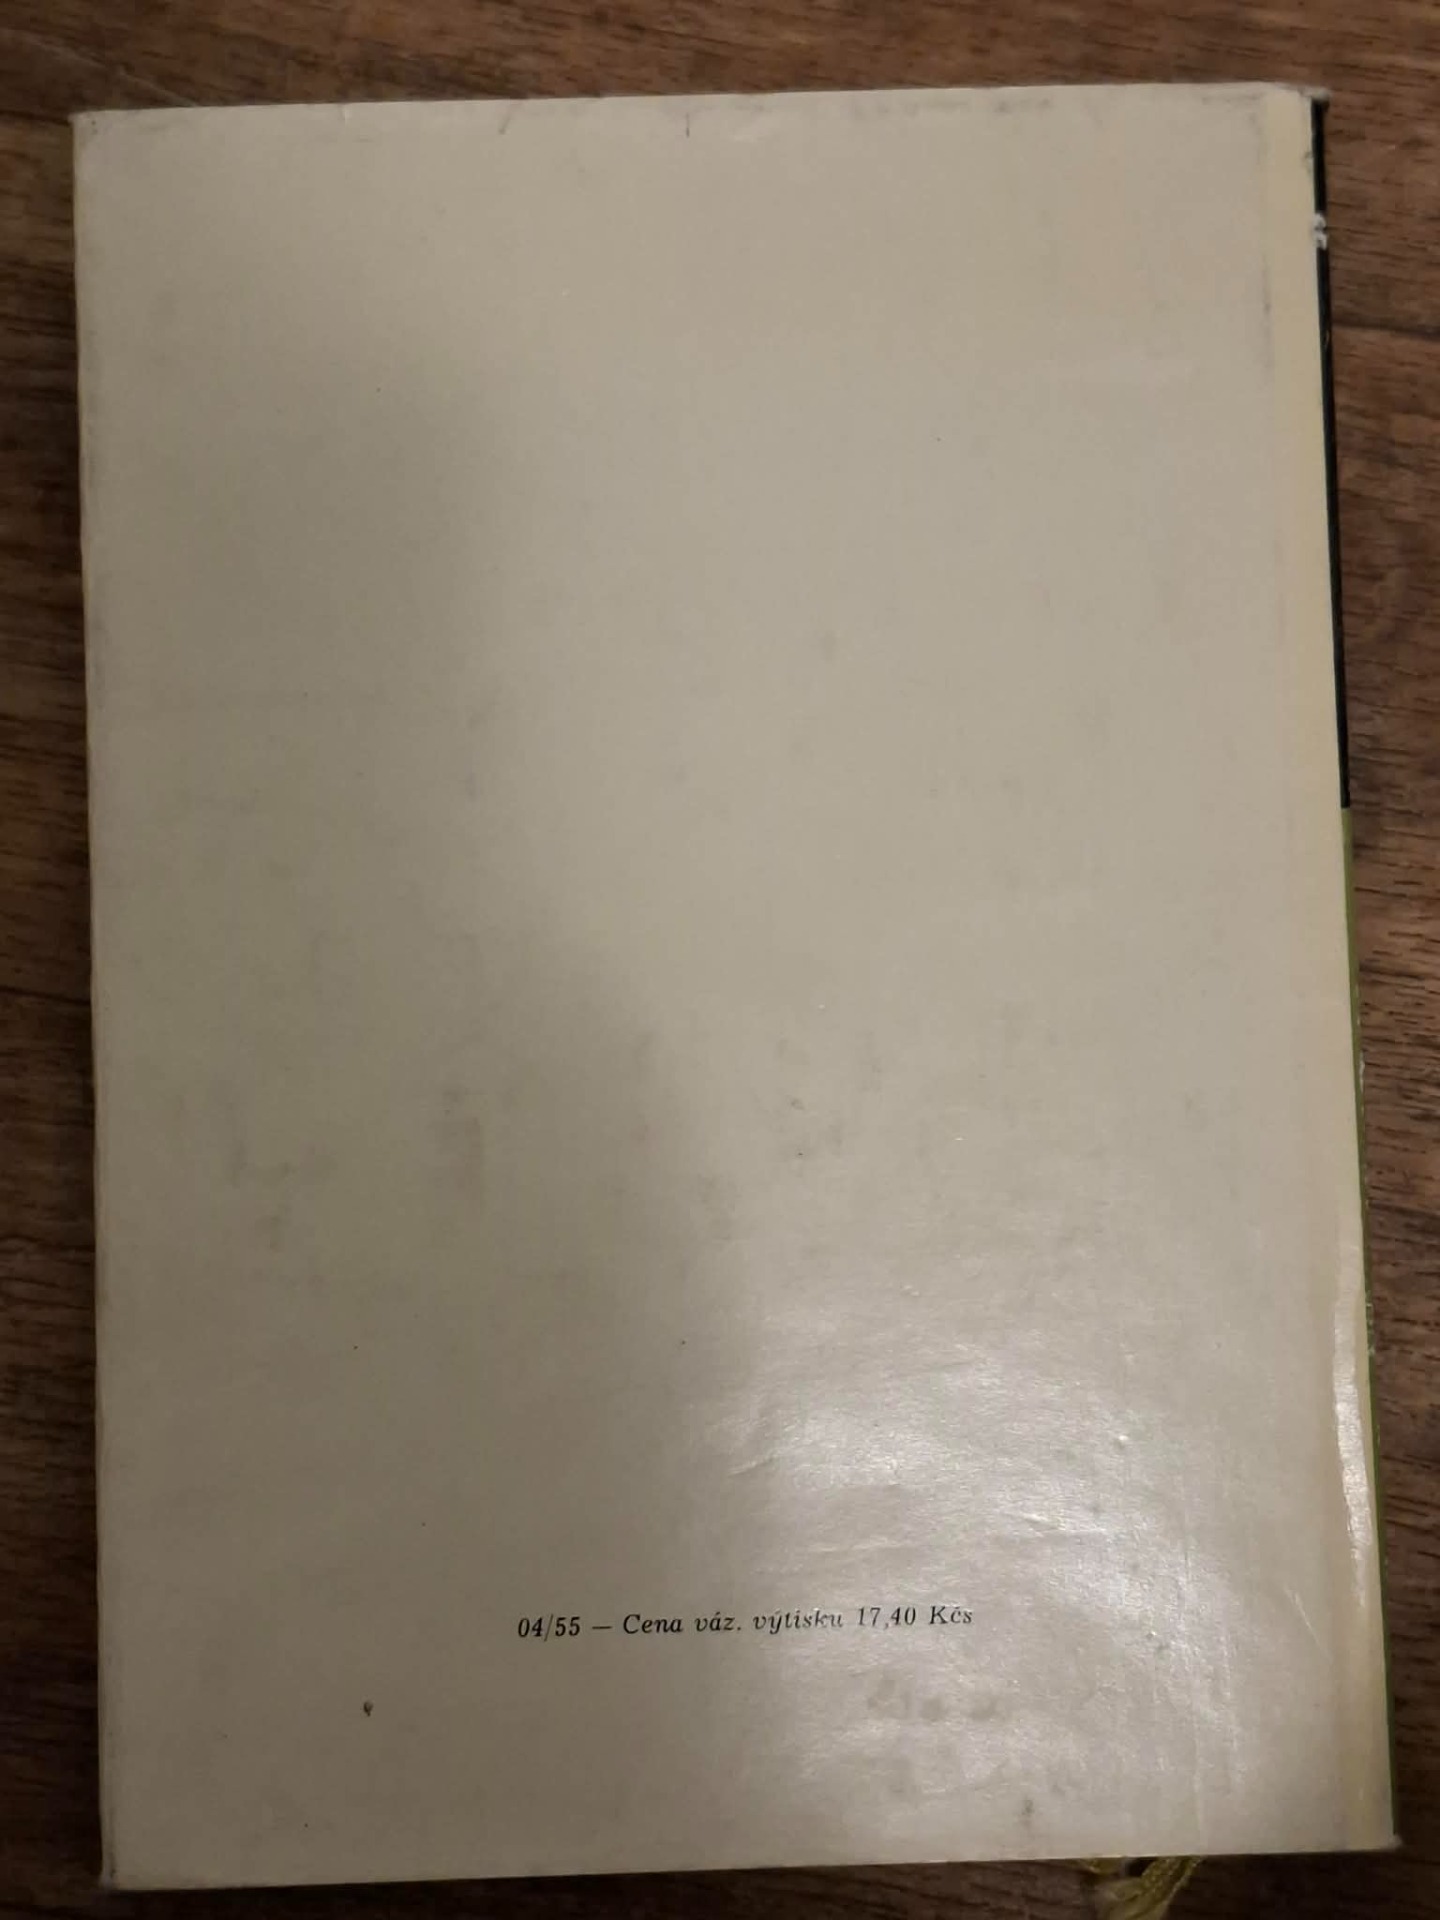 04/55 — Cena váz. výtisku 17,40 Kčs